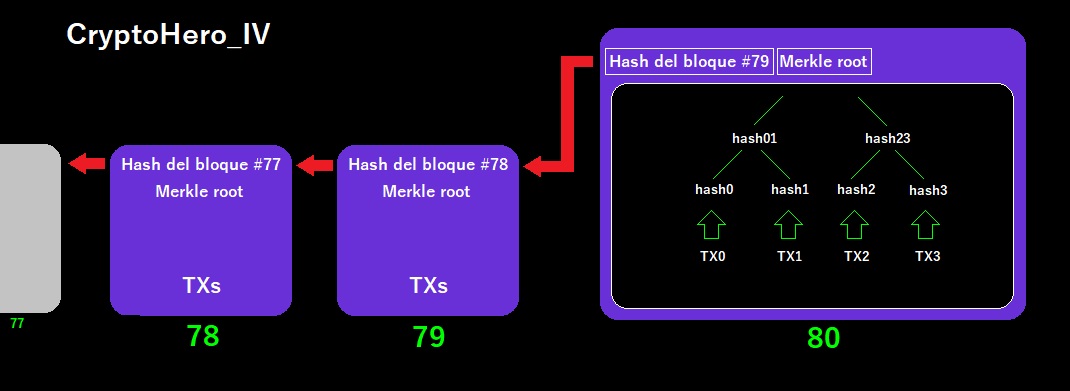 CryptoHero_IV
77
Hash del bloque #77
Merkle root
TXs
78
Hash del bloque #78
Merkle root
TXs
79
Hash del bloque #79 Merkle root
hash01 hash23
hash0 hash1 hash2 hash3
TX0 TX1 TX2 TX3
80